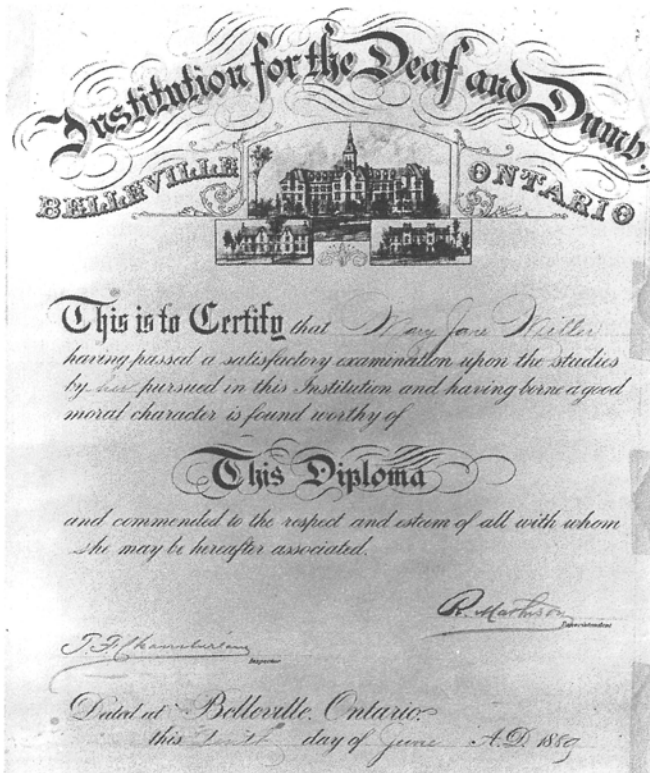 Institution for the Deaf and Dumb,
BELLEVILLE ONTARIO
This is to Certify that Mary Jane Miller
having passed a satisfactory examination upon the studies
by her pursued in this Institution and having borne a good
moral character is found worthy of
This Diploma
and commended to the respect and esteem of all with whom
she may be hereafter associated.
R. Mathison
Superintendent
T. F. Chamberlain
Inspector
Dated at Belleville, Ontario.
this tenth day of June A.D. 1889